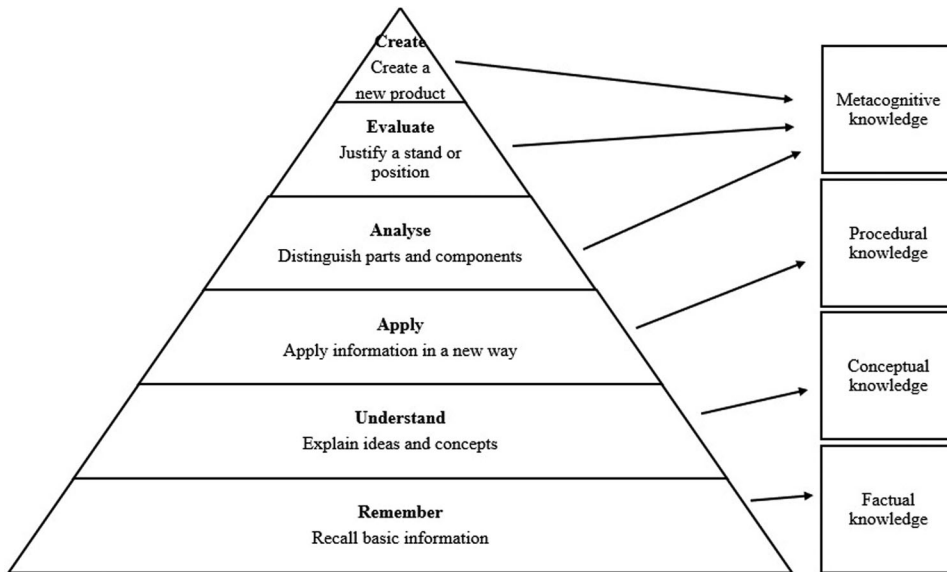 Create
Create a
new product
Evaluate
Justify a stand or
position
Analyse
Distinguish parts and components
Apply
Apply information in a new way
Understand
Explain ideas and concepts
Remember
Recall basic information
Metacognitive
knowledge
Procedural
knowledge
Conceptual
knowledge
Factual
knowledge